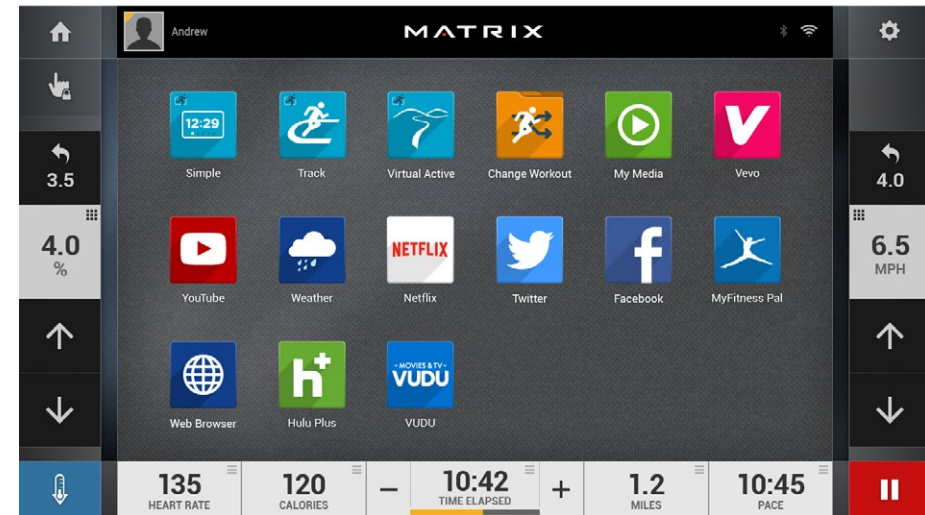 Andrew
MATRIX
3.5
4.0
%
4.0
6.5
MPH
12:29
Simple
Track
Virtual Active
Change Workout
My Media
V
Vevo
YouTube
Weather
NETFLIX
Netflix
Twitter
f
Facebook
MyFitness Pal
Web Browser
h+
Hulu Plus
-MOVIES & TV-
VUDU
VUDU
135
HEART RATE
120
CALORIES
−
10:42
TIME ELAPSED
+
1.2
MILES
10:45
PACE